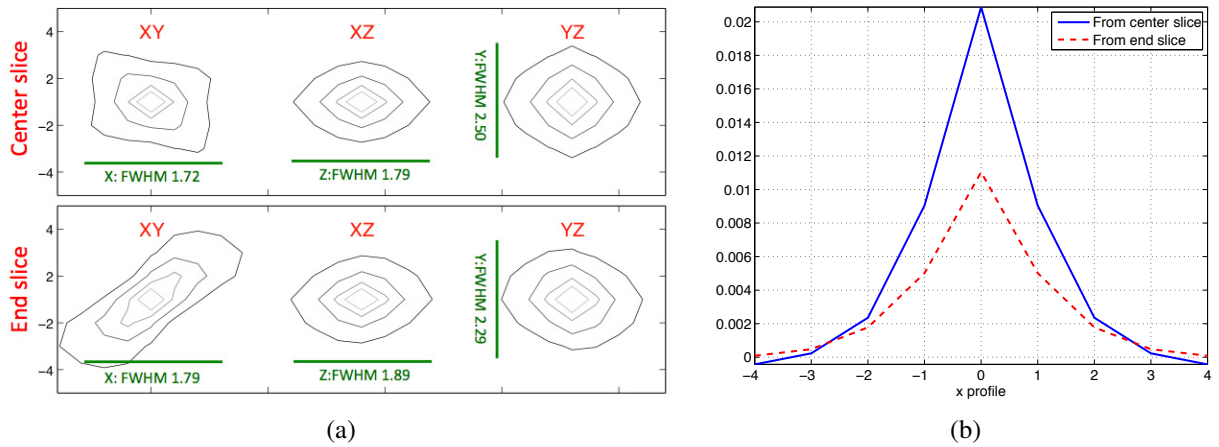 Center slice
4
2
−2
−4
XY
XZ
YZ
X: FWHM 1.72
Z:FWHM 1.79
Y:FWHM 2.50
End slice
4
2
−2
−4
XY
XZ
YZ
X: FWHM 1.79
Z:FWHM 1.89
Y:FWHM 2.29
(a)
From center slice
From end slice
0.02
0.018
0.016
0.014
0.012
0.01
0.008
0.006
0.004
0.002
0
−4 −3 −2 −1 0 1 2 3 4
x profile
(b)